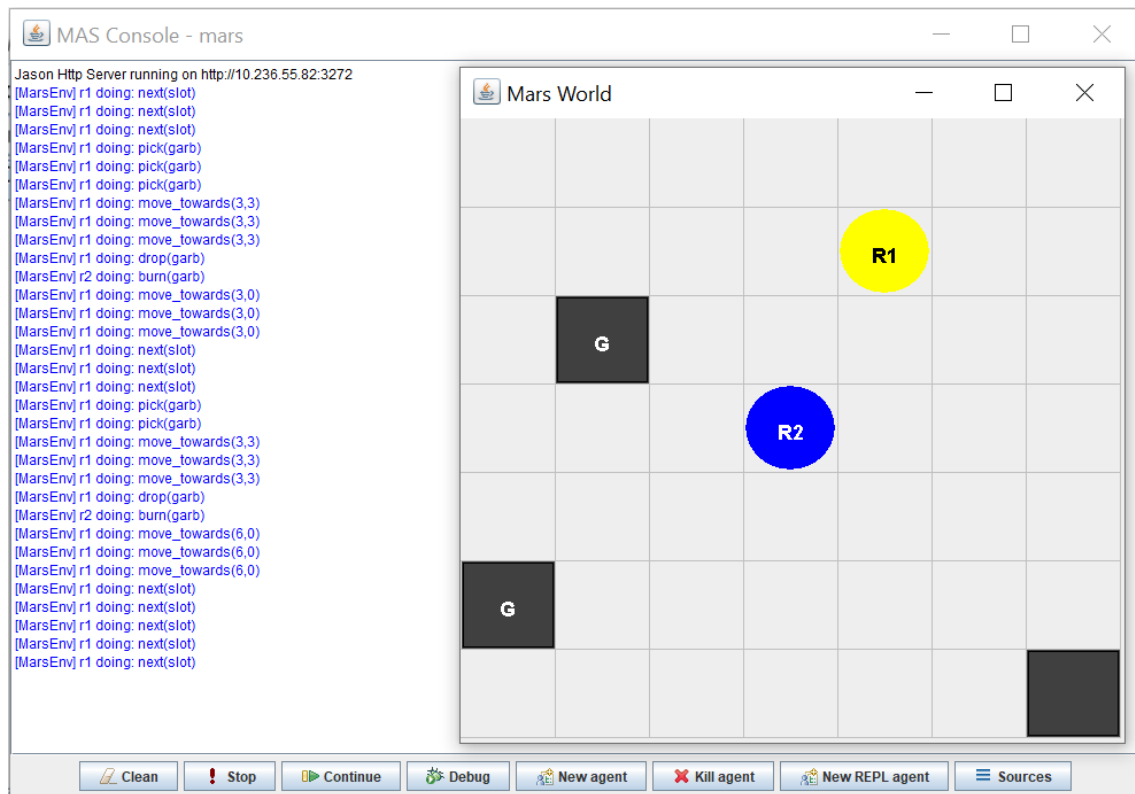 MAS Console - mars
Jason Http Server running on http://10.236.55.82:3272
[MarsEnv] r1 doing: next(slot)
[MarsEnv] r1 doing: next(slot)
[MarsEnv] r1 doing: next(slot)
[MarsEnv] r1 doing: pick(garb)
[MarsEnv] r1 doing: pick(garb)
[MarsEnv] r1 doing: pick(garb)
[MarsEnv] r1 doing: move_towards(3,3)
[MarsEnv] r1 doing: move_towards(3,3)
[MarsEnv] r1 doing: move_towards(3,3)
[MarsEnv] r1 doing: drop(garb)
[MarsEnv] r2 doing: burn(garb)
[MarsEnv] r1 doing: move_towards(3,0)
[MarsEnv] r1 doing: move_towards(3,0)
[MarsEnv] r1 doing: move_towards(3,0)
[MarsEnv] r1 doing: next(slot)
[MarsEnv] r1 doing: next(slot)
[MarsEnv] r1 doing: next(slot)
[MarsEnv] r1 doing: pick(garb)
[MarsEnv] r1 doing: pick(garb)
[MarsEnv] r1 doing: move_towards(3,3)
[MarsEnv] r1 doing: move_towards(3,3)
[MarsEnv] r1 doing: move_towards(3,3)
[MarsEnv] r1 doing: drop(garb)
[MarsEnv] r2 doing: burn(garb)
[MarsEnv] r1 doing: move_towards(6,0)
[MarsEnv] r1 doing: move_towards(6,0)
[MarsEnv] r1 doing: move_towards(6,0)
[MarsEnv] r1 doing: next(slot)
[MarsEnv] r1 doing: next(slot)
[MarsEnv] r1 doing: next(slot)
[MarsEnv] r1 doing: next(slot)
[MarsEnv] r1 doing: next(slot)
Mars World
R1
G
R2
G
Clean Stop Continue Debug New agent Kill agent New REPL agent Sources